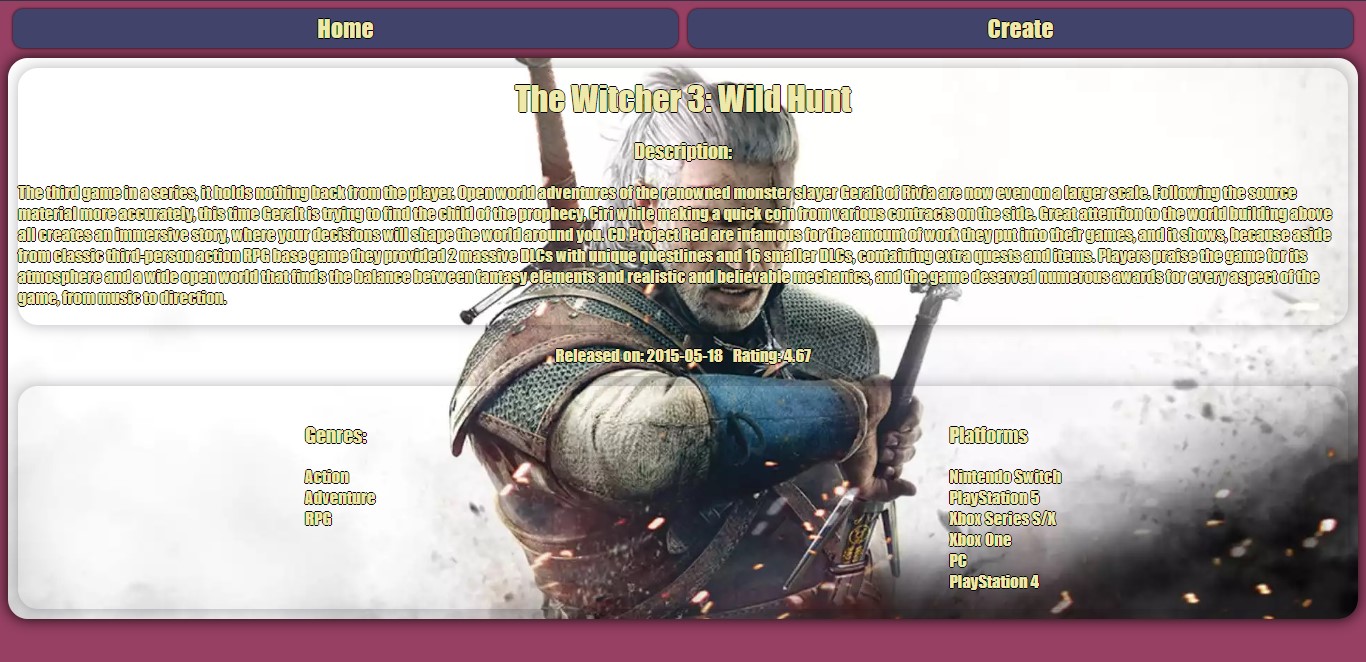 Home
Create
The Witcher 3: Wild Hunt
Description:
The third game in a series, it holds nothing back from the player. Open world adventures of the renowned monster slayer Geralt of Rivia are now even on a larger scale. Following the source
material more accurately, this time Geralt is trying to find the child of the prophecy, Ciri while making a quick coin from various contracts on the side. Great attention to the world building above
all creates an immersive story, where your decisions will shape the world around you. CD Project Red are infamous for the amount of work they put into their games, and it shows, because aside
from classic third-person action RPG base game they provided 2 massive DLCs with unique questlines and 16 smaller DLCs, containing extra quests and items. Players praise the game for its
atmosphere and a wide open world that finds the balance between fantasy elements and realistic and believable mechanics, and the game deserved numerous awards for every aspect of the
game, from music to direction.
Released on: 2015-05-18 Rating: 4.67
Genres:
Action
Adventure
RPG
Platforms
Nintendo Switch
PlayStation 5
Xbox Series S/X
Xbox One
PC
PlayStation 4